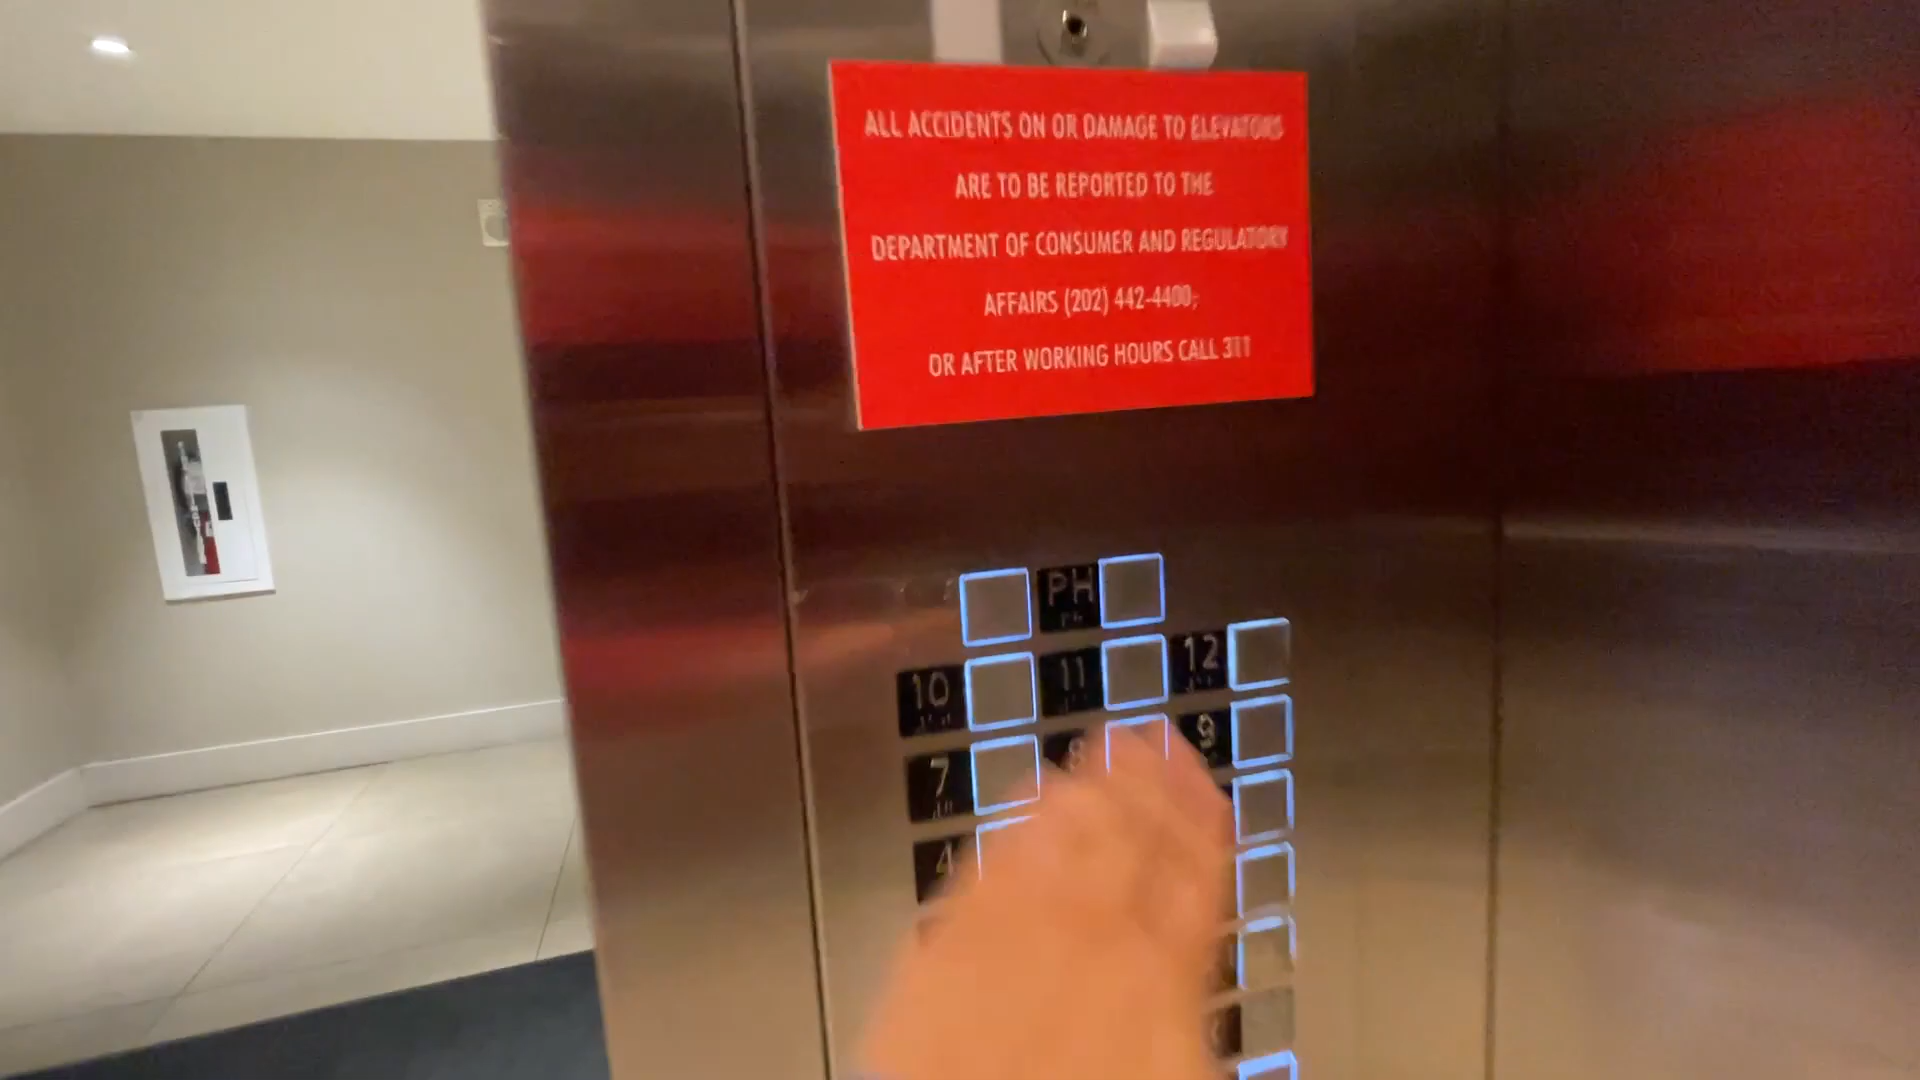 ALL ACCIDENTS ON OR DAMAGE TO ELEVATORS
ARE TO BE REPORTED TO THE
DEPARTMENT OF CONSUMER AND REGULATORY
AFFAIRS (202) 442-4400;
OR AFTER WORKING HOURS CALL 311
PH
10 11 12
7 8 9
4